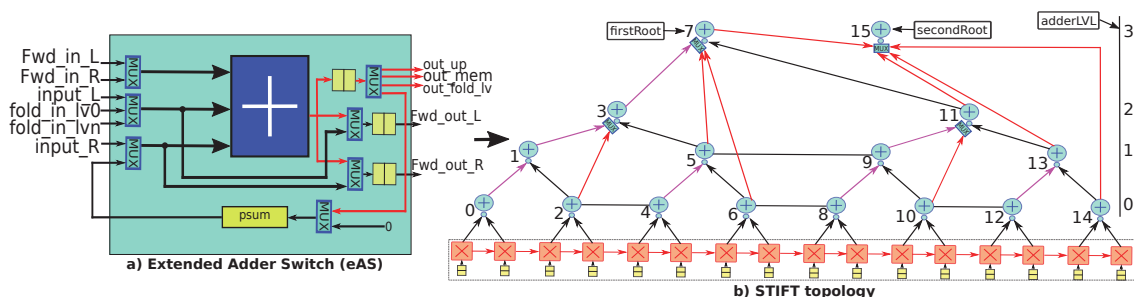 Fwd_in_L
Fwd_in_R
input_L
fold_in_lv0
fold_in_lvn
input_R
MUX
MUX
MUX
MUX
MUX
MUX
MUX
out_up
out_mem
out_fold_lv
Fwd_out_L
Fwd_out_R
psum
0
a) Extended Adder Switch (eAS)
firstRoot
7
15
secondRoot
adderLVL
3
MUX
MUX
3
11
2
MUX
MUX
1
5
9
13
1
0
2
4
6
8
10
12
14
0
b) STIFT topology